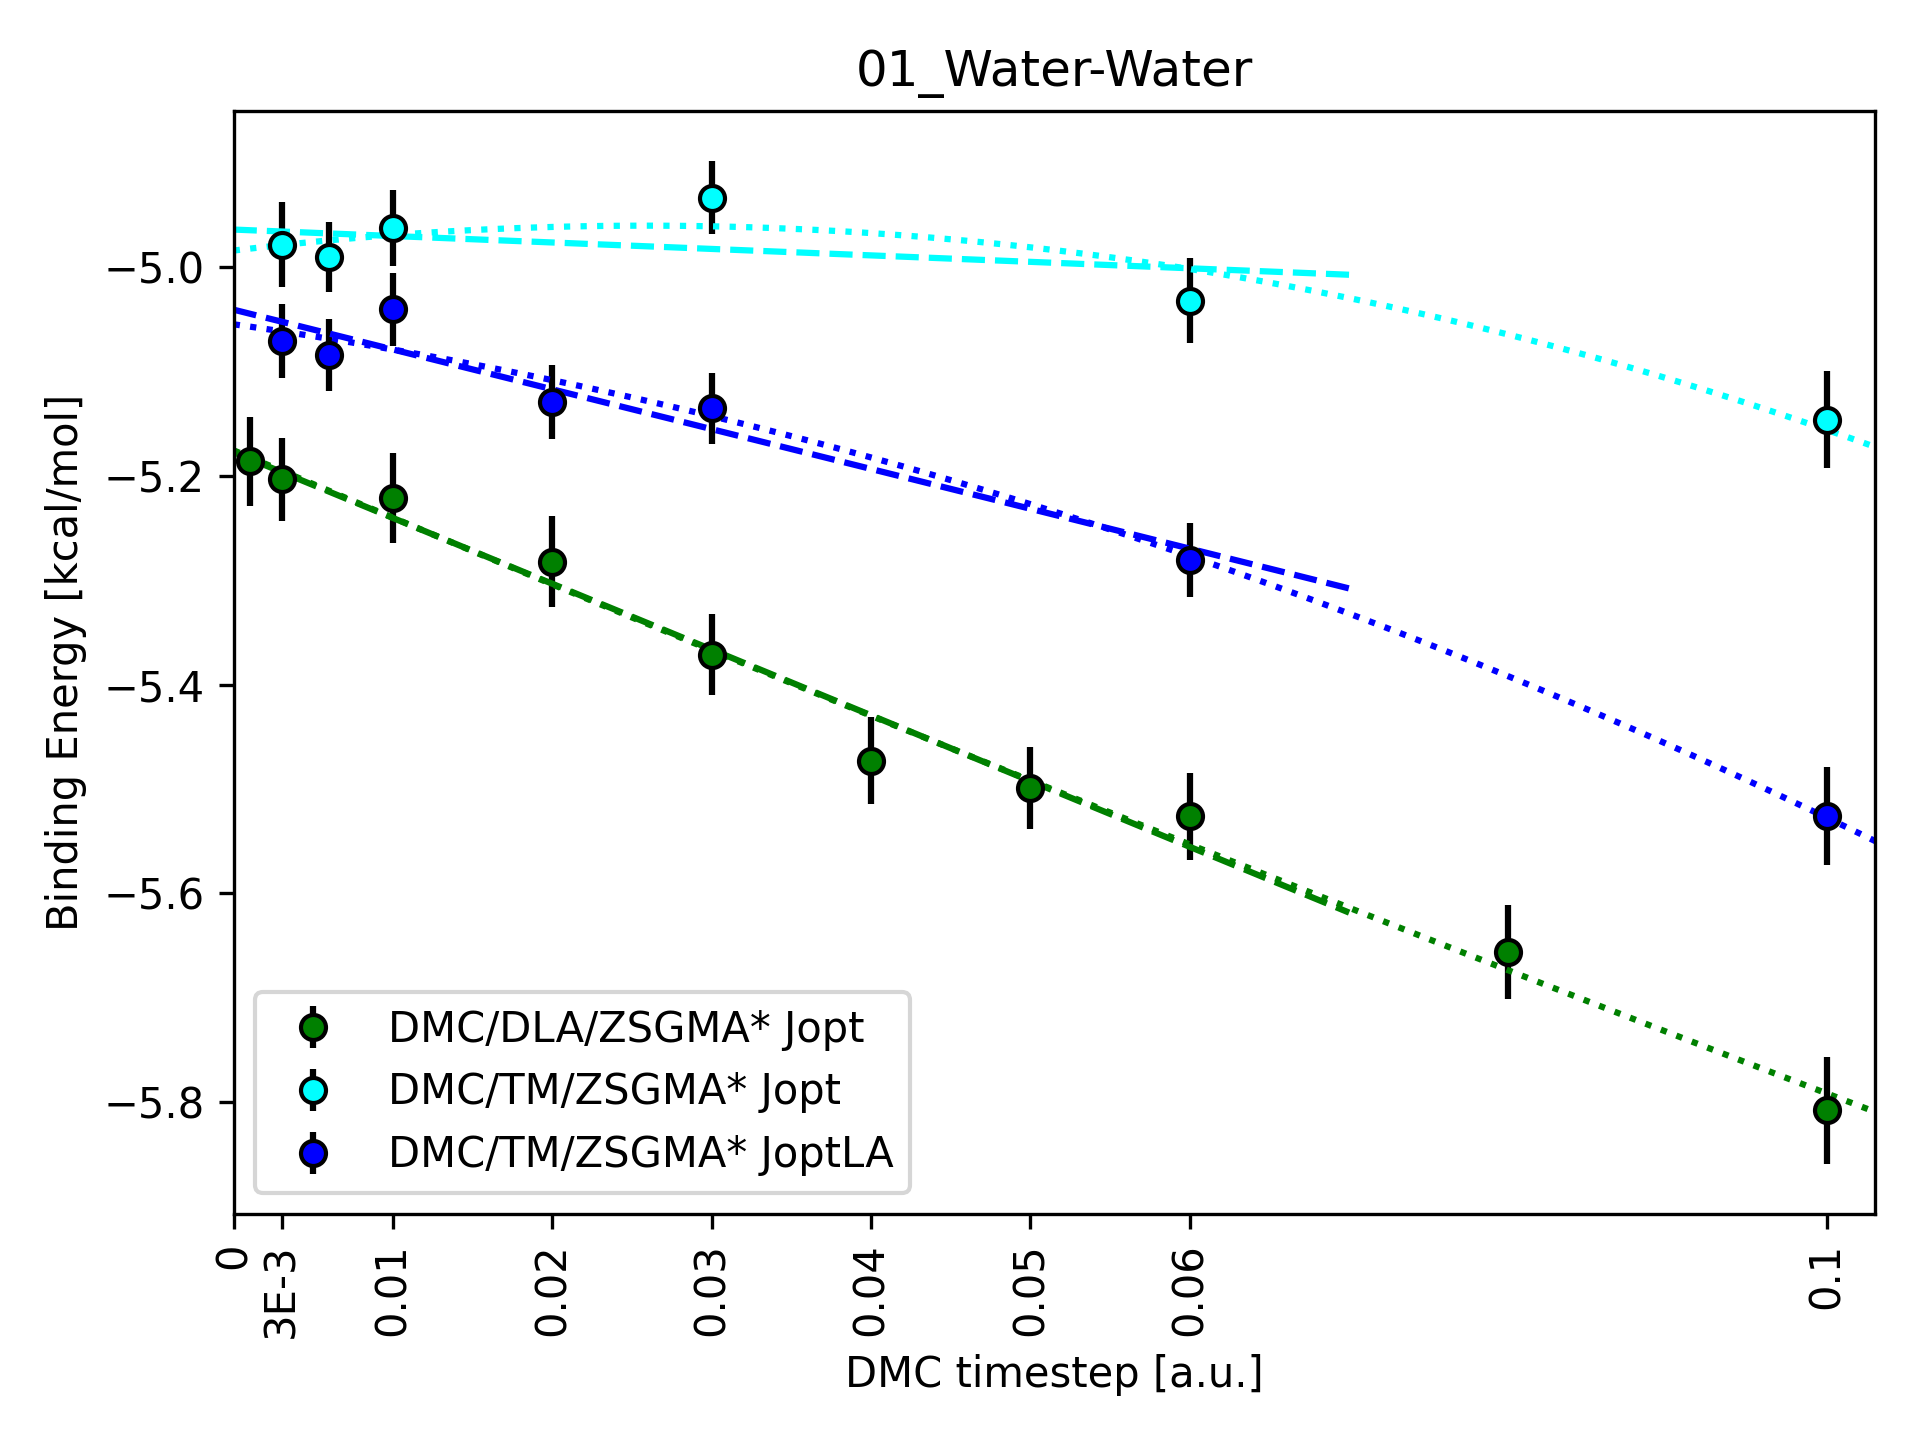 01_Water-Water
Binding Energy [kcal/mol]
−5.0
−5.2
−5.4
−5.6
−5.8
DMC/DLA/ZSGMA* Jopt
DMC/TM/ZSGMA* Jopt
DMC/TM/ZSGMA* JoptLA
0
3E-3
0.01
0.02
0.03
0.04
0.05
0.06
0.1
DMC timestep [a.u.]